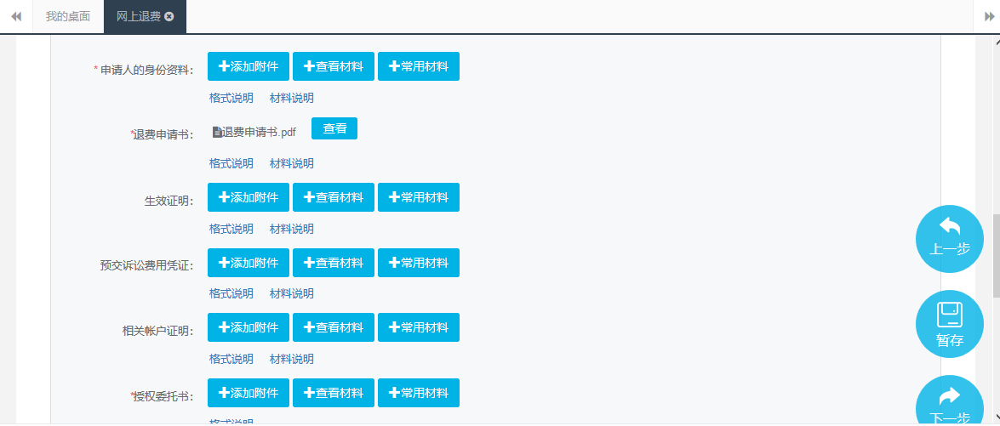 我的桌面 网上退费
*申请人的身份资料： 添加附件 查看材料 常用材料
格式说明 材料说明
*退费申请书： 退费申请书.pdf 查看
格式说明 材料说明
生效证明： 添加附件 查看材料 常用材料
格式说明 材料说明
上一步
预交诉讼费用凭证： 添加附件 查看材料 常用材料
格式说明 材料说明
相关帐户证明： 添加附件 查看材料 常用材料
暂存
格式说明 材料说明
*授权委托书： 添加附件 查看材料 常用材料
下一步
格式说明